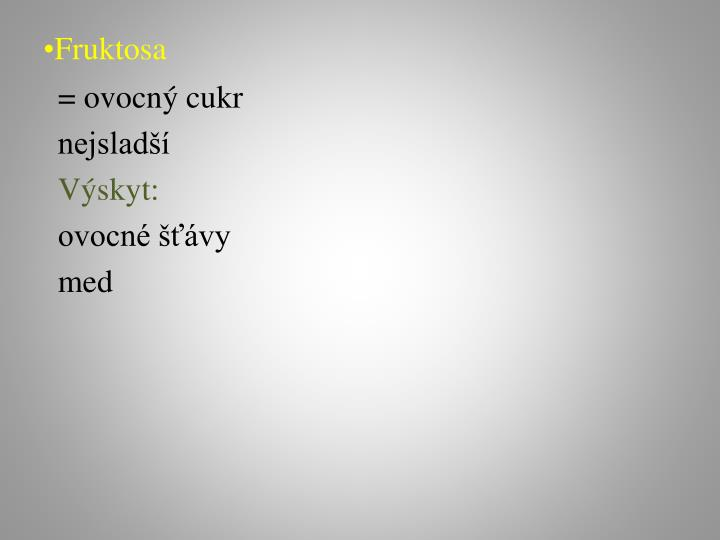 •Fruktosa
= ovocný cukr
nejsladší
Výskyt:
ovocné šťávy
med